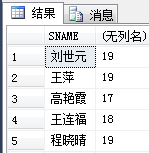 结果 消息
SNAME (无列名)
1 刘世元 19
2 王萍 19
3 高艳霞 17
4 王连福 18
5 程晓晴 19